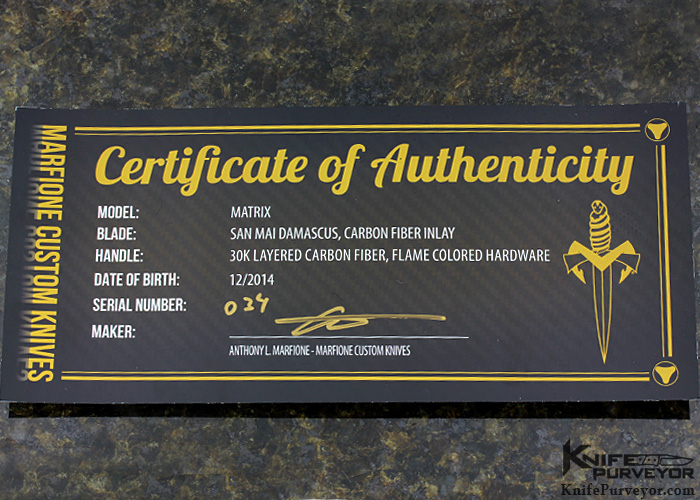 MARFIONE CUSTOM KNIVES
Certificate of Authenticity
MODEL: MATRIX
BLADE: SAN MAI DAMASCUS, CARBON FIBER INLAY
HANDLE: 30K LAYERED CARBON FIBER, FLAME COLORED HARDWARE
DATE OF BIRTH: 12/2014
SERIAL NUMBER: 034
MAKER:
ANTHONY L. MARFIONE - MARFIONE CUSTOM KNIVES
KNIFE
PURVEYOR
KnifePurveyor.com